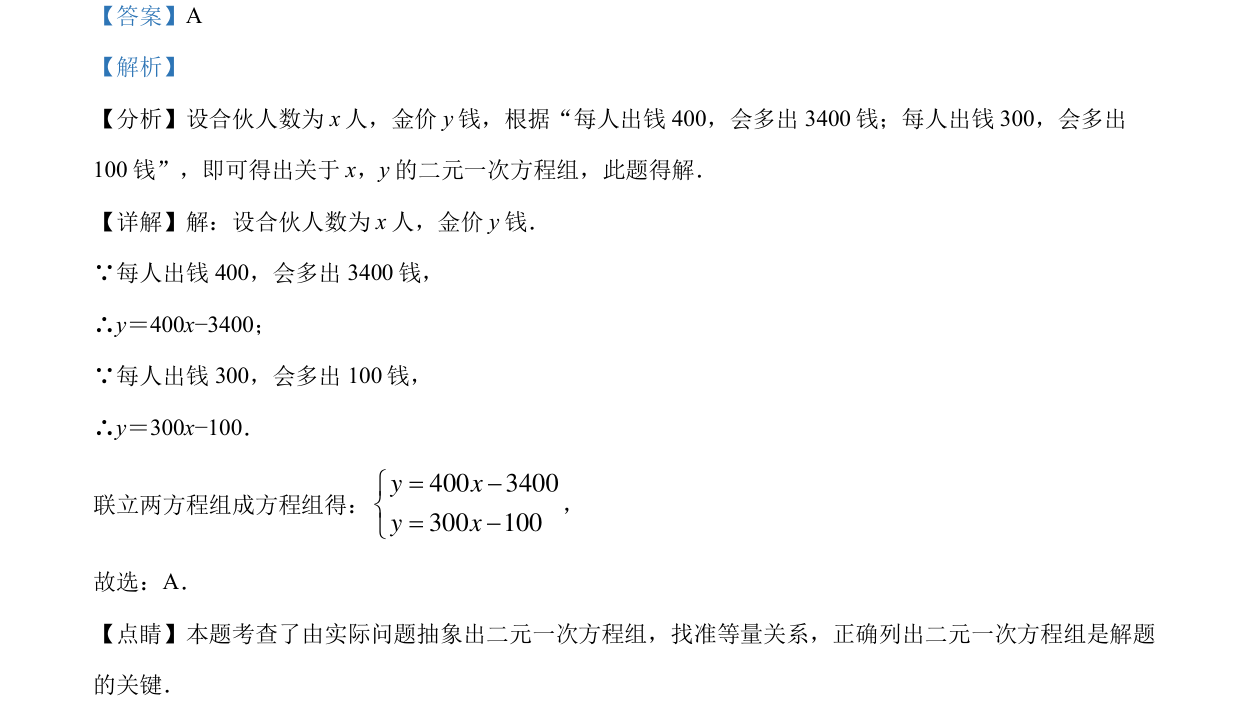 【答案】A
【解析】
【分析】设合伙人数为 x 人，金价 y 钱，根据“每人出钱 400，会多出 3400 钱；每人出钱 300，会多出
100 钱”，即可得出关于 x，y 的二元一次方程组，此题得解．
【详解】解：设合伙人数为 x 人，金价 y 钱．
∵每人出钱 400，会多出 3400 钱，
∴y＝400x−3400；
∵每人出钱 300，会多出 100 钱，
∴y＝300x−100．
联立两方程组成方程组得：{y = 400x − 3400
y = 300x − 100，
故选：A．
【点睛】本题考查了由实际问题抽象出二元一次方程组，找准等量关系，正确列出二元一次方程组是解题
的关键．